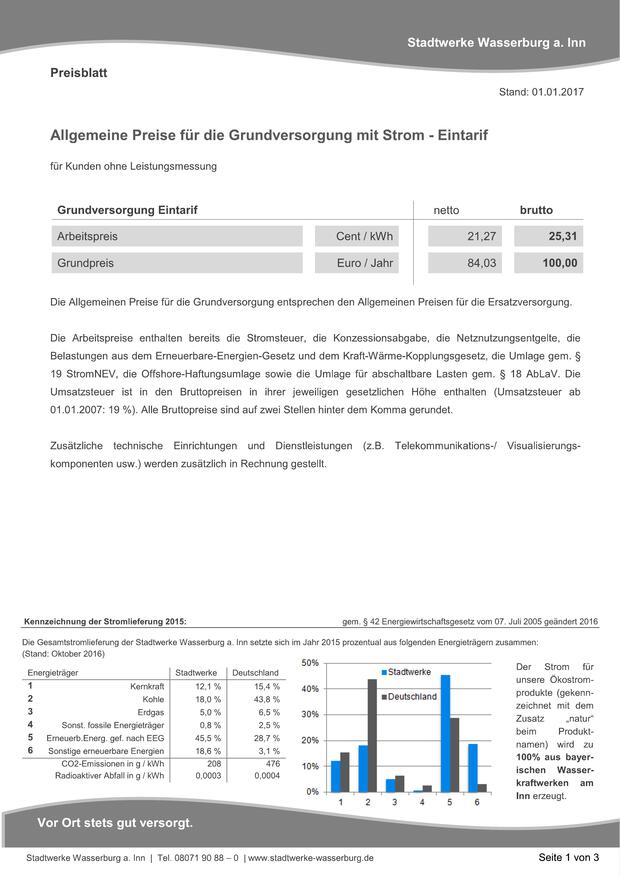 Stadtwerke Wasserburg a. Inn
Preisblatt
Stand: 01.01.2017
Allgemeine Preise für die Grundversorgung mit Strom - Eintarif
für Kunden ohne Leistungsmessung
Grundversorgung Eintarif netto brutto
Arbeitspreis Cent / kWh 21,27 25,31
Grundpreis Euro / Jahr 84,03 100,00
Die Allgemeinen Preise für die Grundversorgung entsprechen den Allgemeinen Preisen für die Ersatzversorgung.
Die Arbeitspreise enthalten bereits die Stromsteuer, die Konzessionsabgabe, die Netznutzungsentgelte, die
Belastungen aus dem Erneuerbare-Energien-Gesetz und dem Kraft-Wärme-Kopplungsgesetz, die Umlage gem. §
19 StromNEV, die Offshore-Haftungsumlage sowie die Umlage für abschaltbare Lasten gem. § 18 AbLaV. Die
Umsatzsteuer ist in den Bruttopreisen in ihrer jeweiligen gesetzlichen Höhe enthalten (Umsatzsteuer ab
01.01.2007: 19 %). Alle Bruttopreise sind auf zwei Stellen hinter dem Komma gerundet.
Zusätzliche technische Einrichtungen und Dienstleistungen (z.B. Telekommunikations-/ Visualisierungs-
komponenten usw.) werden zusätzlich in Rechnung gestellt.
Kennzeichnung der Stromlieferung 2015: gem. § 42 Energiewirtschaftsgesetz vom 07. Juli 2005 geändert 2016
Die Gesamtstromlieferung der Stadtwerke Wasserburg a. Inn setzte sich im Jahr 2015 prozentual aus folgenden Energieträgern zusammen:
(Stand: Oktober 2016)
Energieträger Stadtwerke Deutschland
1 Kernkraft 12,1 % 15,4 %
2 Kohle 18,0 % 43,8 %
3 Erdgas 5,0 % 6,5 %
4 Sonst. fossile Energieträger 0,8 % 2,5 %
5 Erneuerb.Energ. gef. nach EEG 45,5 % 28,7 %
6 Sonstige erneuerbare Energien 18,6 % 3,1 %
CO2-Emissionen in g / kWh 208 476
Radioaktiver Abfall in g / kWh 0,0003 0,0004
50%
40%
30%
20%
10%
0%
Stadtwerke
Deutschland
1 2 3 4 5 6
Der Strom für
unsere Ökostrom-
produkte (gekenn-
zeichnet mit dem
Zusatz „natur“
beim Produkt-
namen) wird zu
100% aus bayer-
ischen Wasser-
kraftwerken am
Inn erzeugt.
Vor Ort stets gut versorgt.
Stadtwerke Wasserburg a. Inn | Tel. 08071 90 88 – 0 | www.stadtwerke-wasserburg.de Seite 1 von 3